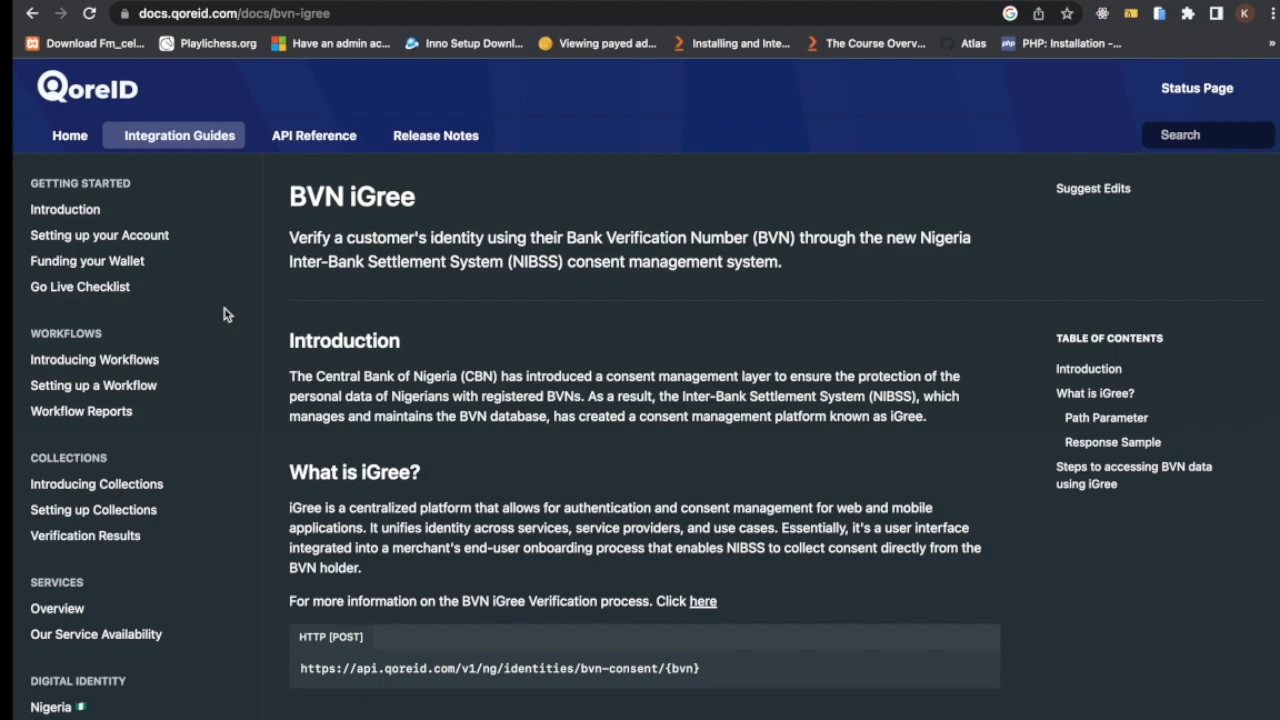 docs.qoreid.com/docs/bvn-igree
K
Download Fm_cel...
Playlichess.org
Have an admin ac...
Inno Setup Downl...
Viewing payed ad...
Installing and Inte...
The Course Overv...
Atlas
php
PHP: Installation -...
»
QoreID
Status Page
Home
Integration Guides
API Reference
Release Notes
Search
GETTING STARTED
Introduction
Setting up your Account
Funding your Wallet
Go Live Checklist
WORKFLOWS
Introducing Workflows
Setting up a Workflow
Workflow Reports
COLLECTIONS
Introducing Collections
Setting up Collections
Verification Results
SERVICES
Overview
Our Service Availability
DIGITAL IDENTITY
Nigeria
BVN iGree
Verify a customer's identity using their Bank Verification Number (BVN) through the new Nigeria
Inter-Bank Settlement System (NIBSS) consent management system.
Introduction
The Central Bank of Nigeria (CBN) has introduced a consent management layer to ensure the protection of the
personal data of Nigerians with registered BVNs. As a result, the Inter-Bank Settlement System (NIBSS), which
manages and maintains the BVN database, has created a consent management platform known as iGree.
What is iGree?
iGree is a centralized platform that allows for authentication and consent management for web and mobile
applications. It unifies identity across services, service providers, and use cases. Essentially, it's a user interface
integrated into a merchant's end-user onboarding process that enables NIBSS to collect consent directly from the
BVN holder.
For more information on the BVN iGree Verification process. Click here
HTTP [POST]
https://api.qoreid.com/v1/ng/identities/bvn-consent/{bvn}
Suggest Edits
TABLE OF CONTENTS
Introduction
What is iGree?
Path Parameter
Response Sample
Steps to accessing BVN data
using iGree